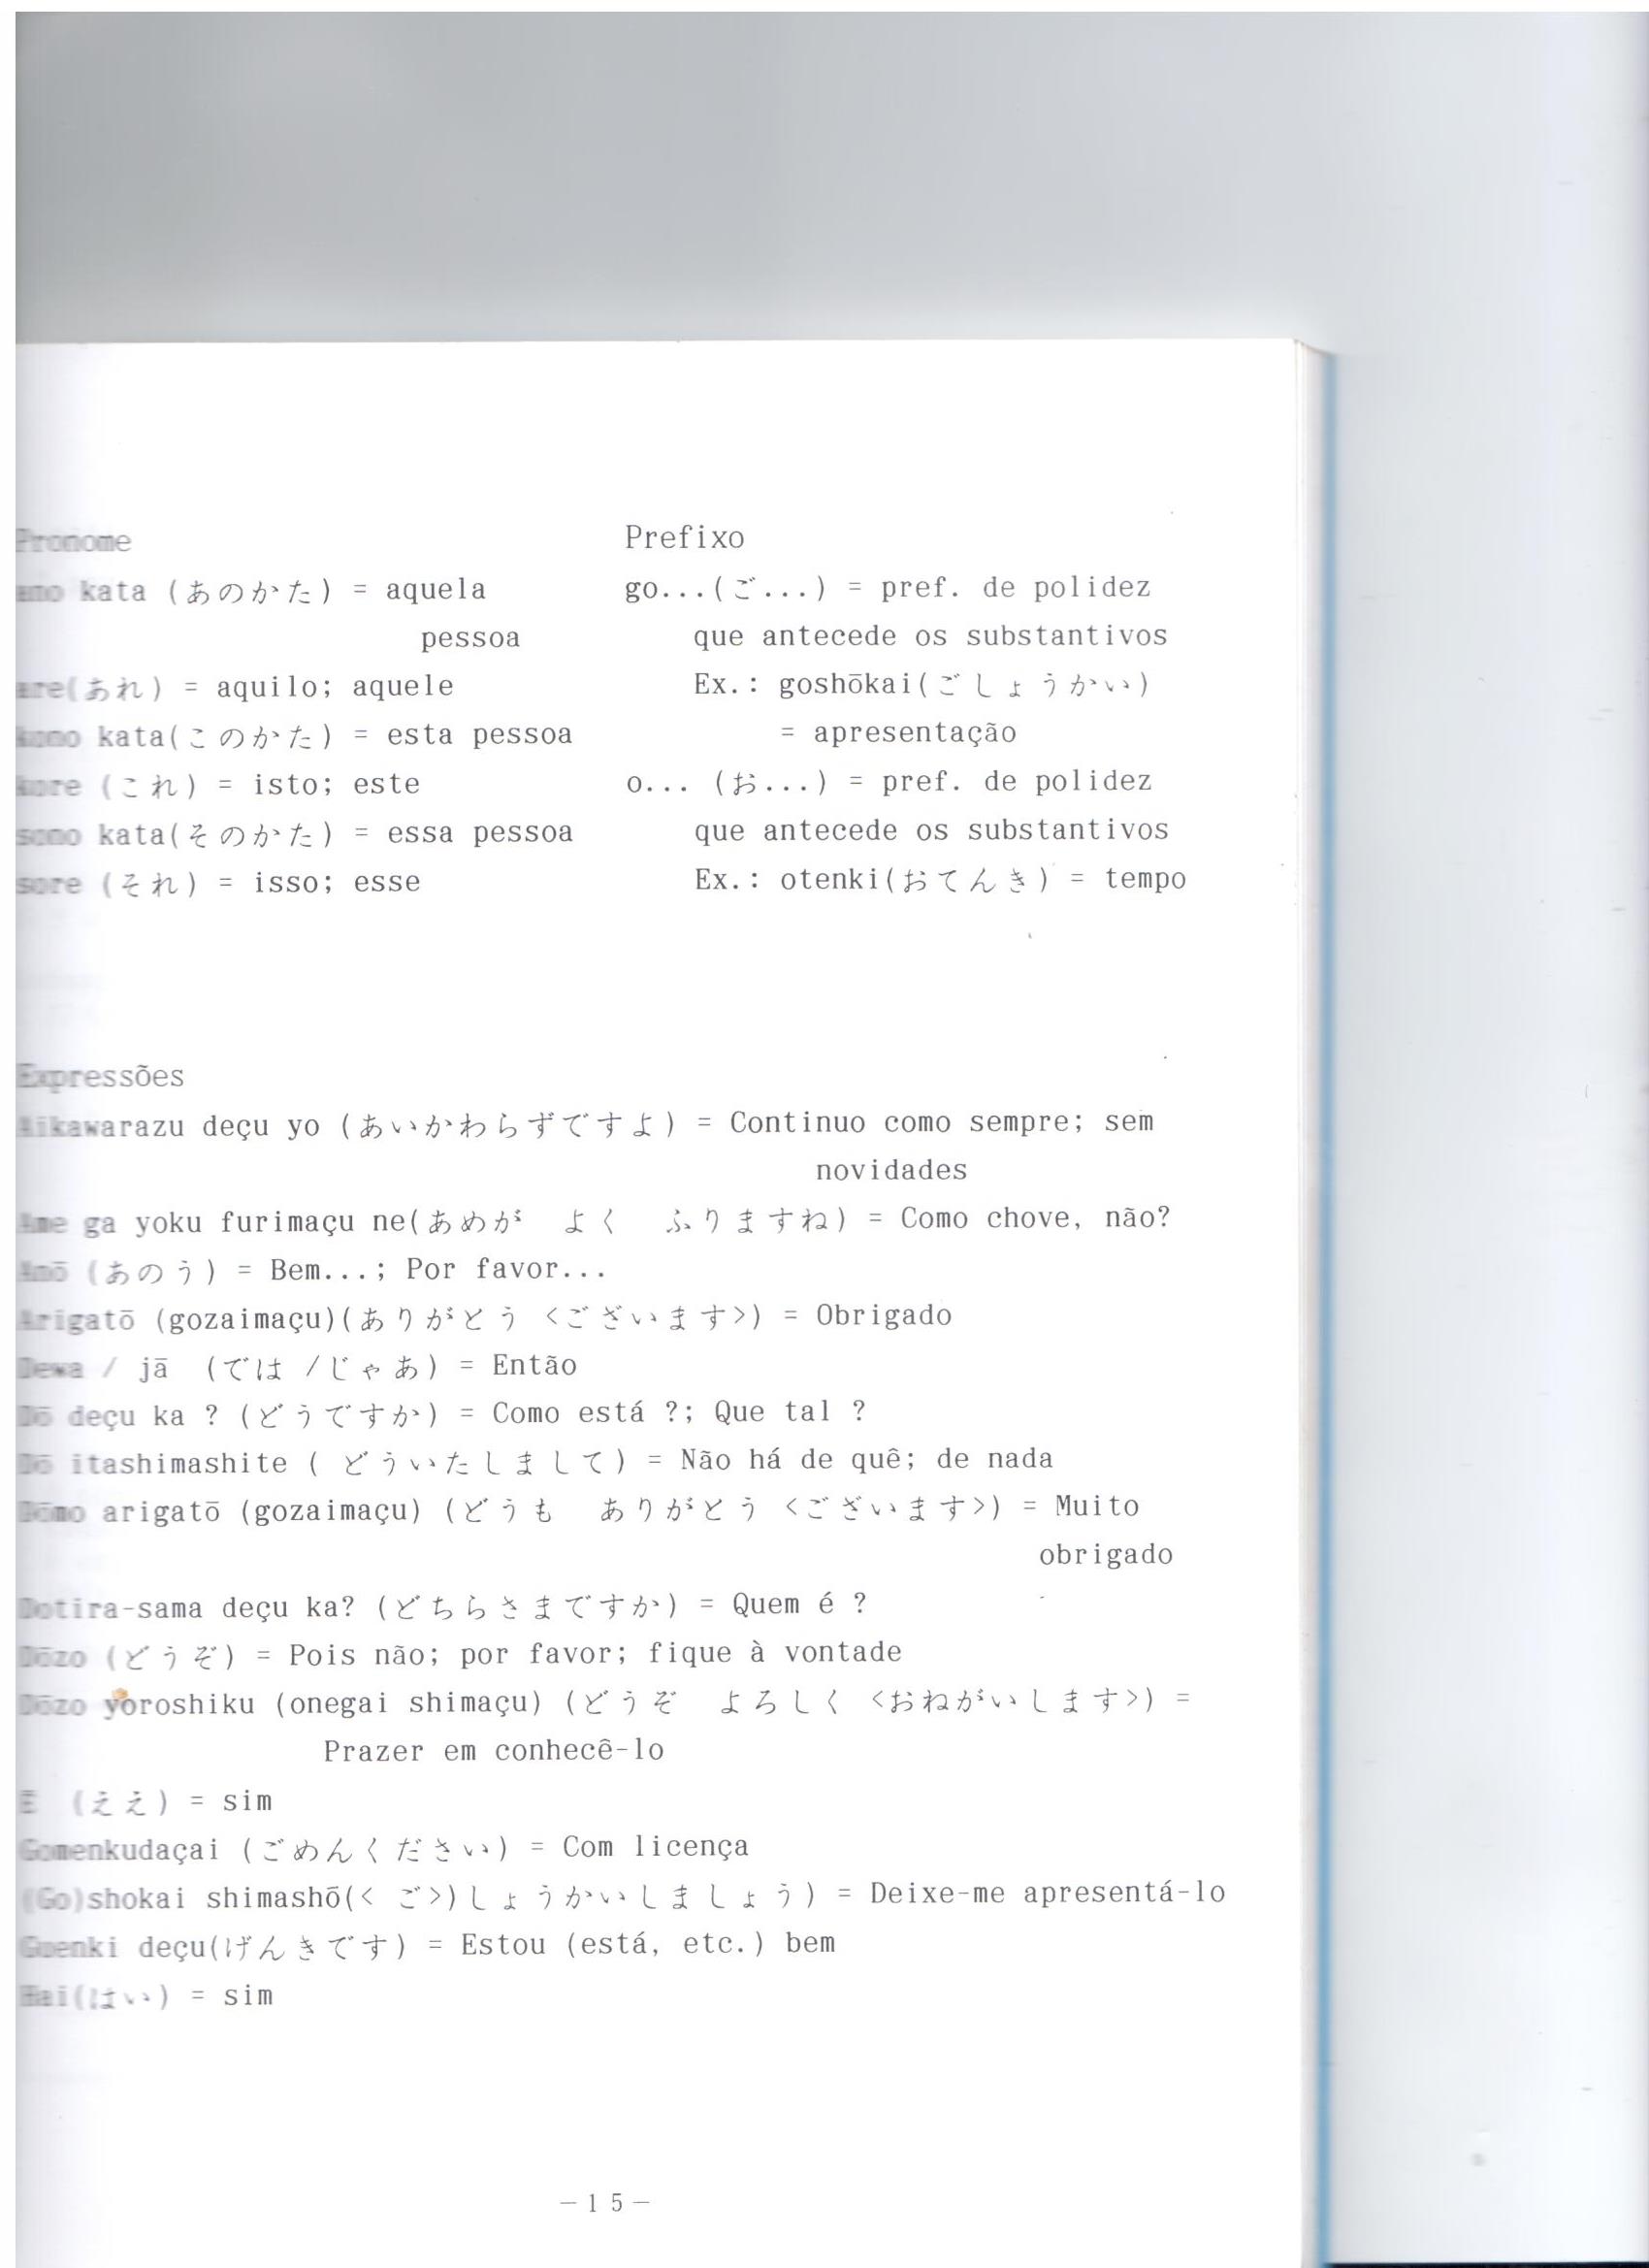 Pronome
ano kata (あのかた) = aquela
pessoa
are(あれ) = aquilo; aquele
kono kata(このかた) = esta pessoa
kore (これ) = isto; este
sono kata(そのかた) = essa pessoa
sore (それ) = isso; esse
Prefixo
go...(ご...) = pref. de polidez
que antecede os substantivos
Ex.: goshōkai(ごしょうかい)
= apresentação
o... (お...) = pref. de polidez
que antecede os substantivos
Ex.: otenki(おてんき) = tempo
Expressões
Aikawarazu deçu yo (あいかわらずですよ) = Continuo como sempre; sem
novidades
Ame ga yoku furimaçu ne(あめが よく ふりますね) = Como chove, não?
Anō (あのう) = Bem...; Por favor...
Arigatō (gozaimaçu)(ありがとう <ございます>) = Obrigado
Dewa / jā (では /じゃあ) = Então
Dō deçu ka ? (どうですか) = Como está ?; Que tal ?
Dō itashimashite ( どういたしまして) = Não há de quê; de nada
Dōmo arigatō (gozaimaçu) (どうも ありがとう <ございます>) = Muito
obrigado
Dotira-sama deçu ka? (どちらさまですか) = Quem é ?
Dōzo (どうぞ) = Pois não; por favor; fique à vontade
Dōzo yoroshiku (onegai shimaçu) (どうぞ よろしく <おねがいします>) =
Prazer em conhecê-lo
Ē (ええ) = sim
Gomenkudaçai (ごめんください) = Com licença
(Go)shokai shimashō(< ご>)しょうかいしましょう) = Deixe-me apresentá-lo
Guenki deçu(げんきです) = Estou (está, etc.) bem
Hai(はい) = sim
－１５－